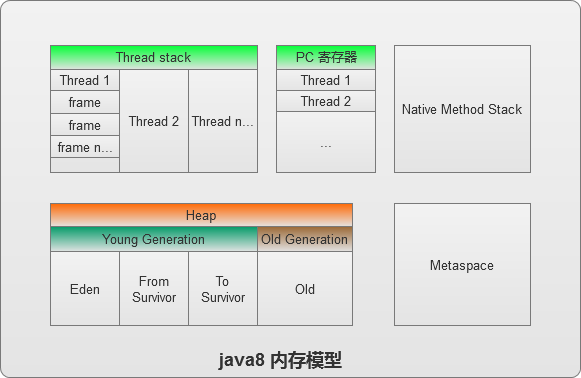 Thread stack
PC 寄存器
Thread 1
frame
frame
frame n...
Thread 2
Thread n...
Thread 1
Thread 2
...
Native Method Stack
Heap
Young Generation
Old Generation
Eden
From
Survivor
To
Survivor
Old
Metaspace
java8 内存模型